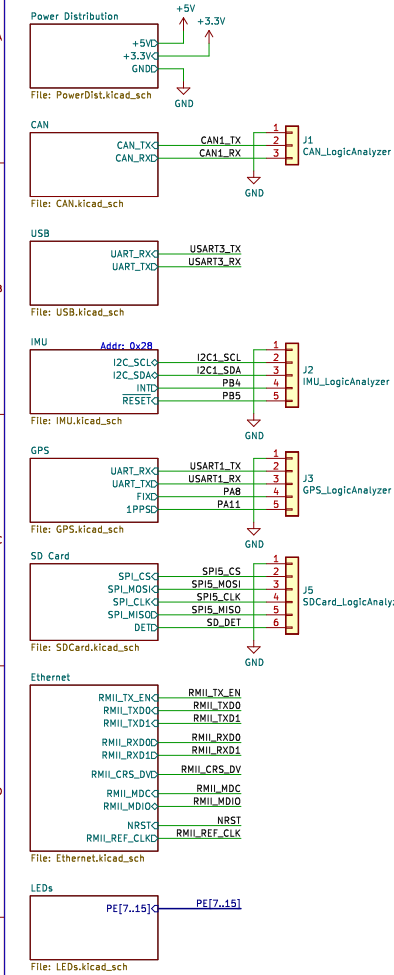 +5V
Power Distribution
+3.3V
+5V
+3.3V
GND
GND
File: PowerDist.kicad_sch
CAN
1
J1
CAN_TX
CAN1_TX
2
CAN_LogicAnalyzer
CAN_RX
CAN1_RX
3
GND
File: CAN.kicad_sch
USB
UART_RX
USART3_TX
UART_TX
USART3_RX
File: USB.kicad_sch
IMU
Addr: 0x28
1
I2C_SCL
I2C1_SCL
2
J2
I2C_SDA
I2C1_SDA
3
IMU_LogicAnalyzer
INT
PB4
4
RESET
PB5
5
File: IMU.kicad_sch
GND
GPS
1
UART_RX
USART1_TX
2
J3
UART_TX
USART1_RX
3
GPS_LogicAnalyzer
FIX
PA8
4
1PPS
PA11
5
File: GPS.kicad_sch
GND
SD Card
1
SPI_CS
SPI5_CS
2
SPI_MOSI
SPI5_MOSI
3
J5
SPI_CLK
SPI5_CLK
4
SDCard_LogicAnaly
SPI_MISO
SPI5_MISO
5
DET
SD_DET
6
File: SDCard.kicad_sch
GND
Ethernet
RMII_TX_EN
RMII_TX_EN
RMII_TXD0
RMII_TXD0
RMII_TXD1
RMII_TXD1
RMII_RXD0
RMII_RXD0
RMII_RXD1
RMII_RXD1
RMII_CRS_DV
RMII_CRS_DV
RMII_MDC
RMII_MDC
RMII_MDIO
RMII_MDIO
NRST
NRST
RMII_REF_CLK
RMII_REF_CLK
File: Ethernet.kicad_sch
LEDs
PE[7..15]
PE[7..15]
File: LEDs.kicad_sch